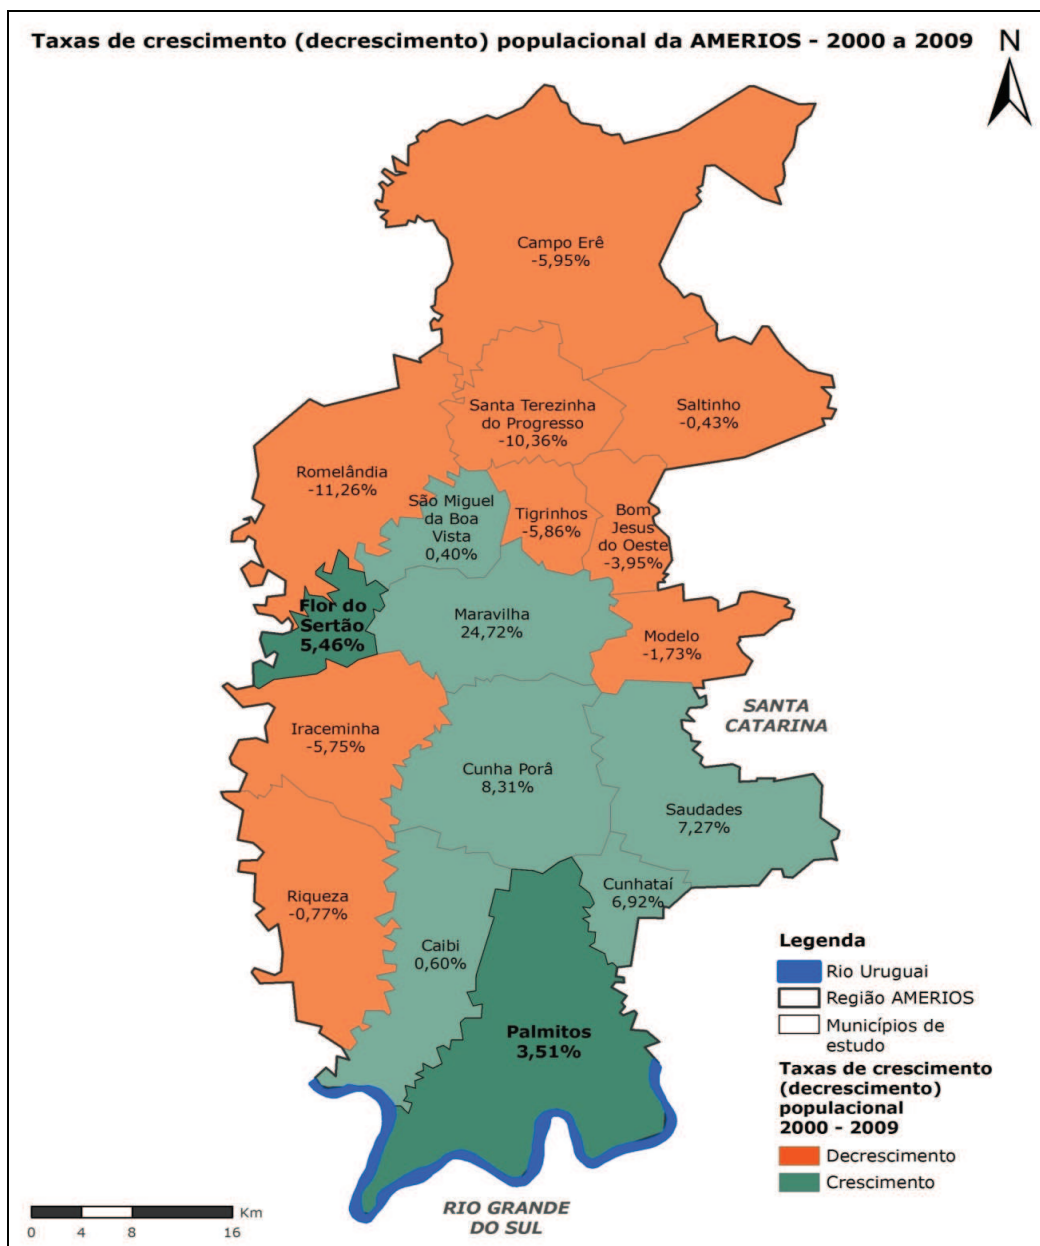 Taxas de crescimento (decrescimento) populacional da AMERIOS - 2000 a 2009
N
Campo Erê
-5,95%
Santa Terezinha
do Progresso
-10,36%
Saltinho
-0,43%
Romelândia
-11,26%
São Miguel
da Boa
Vista
0,40%
Tigrinhos
-5,86%
Bom
Jesus
do Oeste
-3,95%
Flor do
Sertão
5,46%
Maravilha
24,72%
Modelo
-1,73%
SANTA
CATARINA
Iraceminha
-5,75%
Cunha Porâ
8,31%
Saudades
7,27%
Riqueza
-0,77%
Cunhataí
6,92%
Caibi
0,60%
Palmitos
3,51%
Legenda
Rio Uruguai
Região AMERIOS
Municípios de
estudo
Taxas de crescimento
(decrescimento)
populacional
2000 - 2009
Decrescimento
Crescimento
RIO GRANDE
DO SUL
Km
0 4 8 16